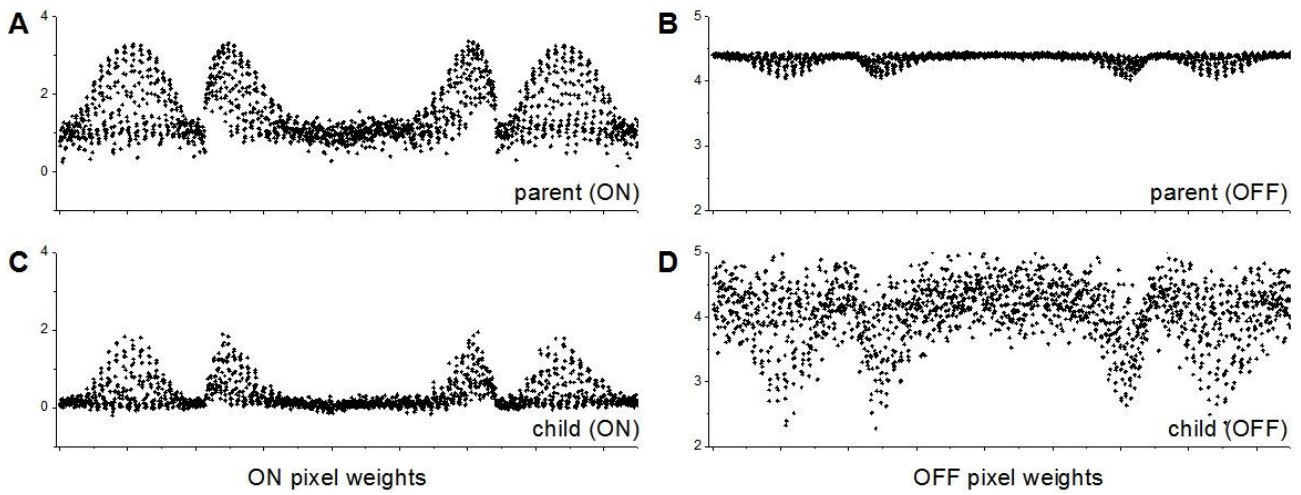 A
4
2
0
parent (ON)
B
5
4
3
2
parent (OFF)
C
4
2
0
child (ON)
D
5
4
3
2
child (OFF)
ON pixel weights
OFF pixel weights